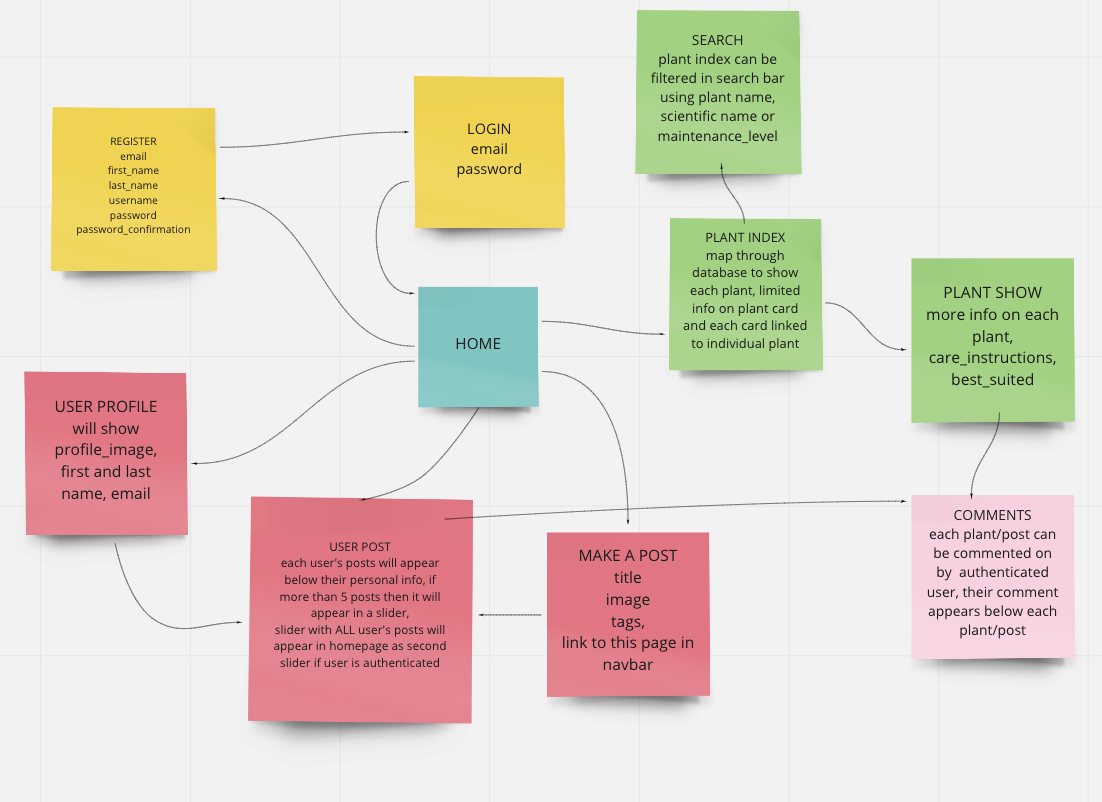 SEARCH
plant index can be
filtered in search bar
using plant name,
scientific name or
maintenance_level
LOGIN
email
password
REGISTER
email
first_name
last_name
username
password
password_confirmation
PLANT INDEX
map through
database to show
each plant, limited
info on plant card
and each card linked
to individual plant
PLANT SHOW
more info on each
plant,
care_instructions,
best_suited
HOME
USER PROFILE
will show
profile_image,
first and last
name, email
USER POST
each user's posts will appear
below their personal info, if
more than 5 posts then it will
appear in a slider,
slider with ALL user's posts will
appear in homepage as second
slider if user is authenticated
MAKE A POST
title
image
tags,
link to this page in
navbar
COMMENTS
each plant/post can
be commented on
by authenticated
user, their comment
appears below each
plant/post